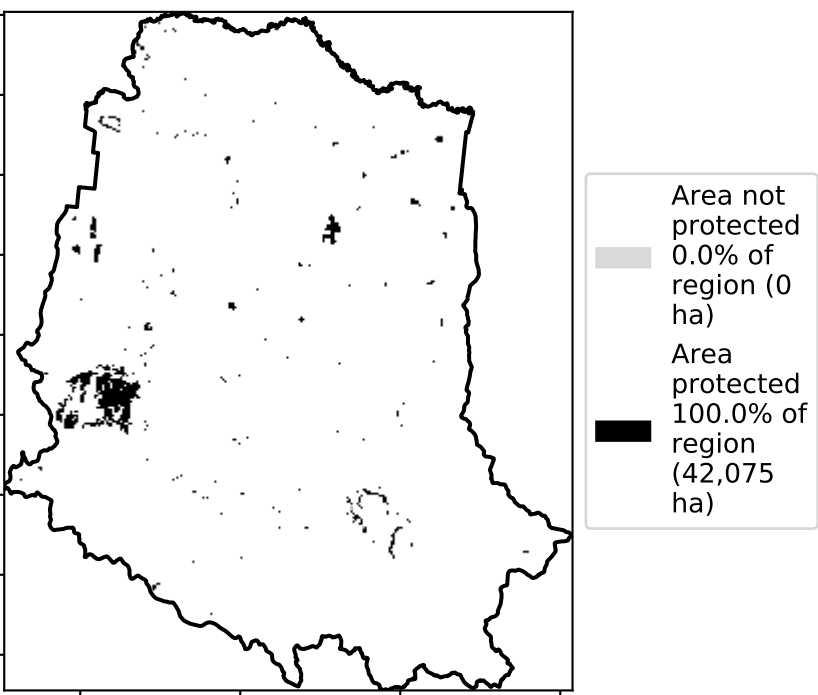 Area not
protected
0.0% of
region (0
ha)
Area
protected
100.0% of
region
(42,075
ha)